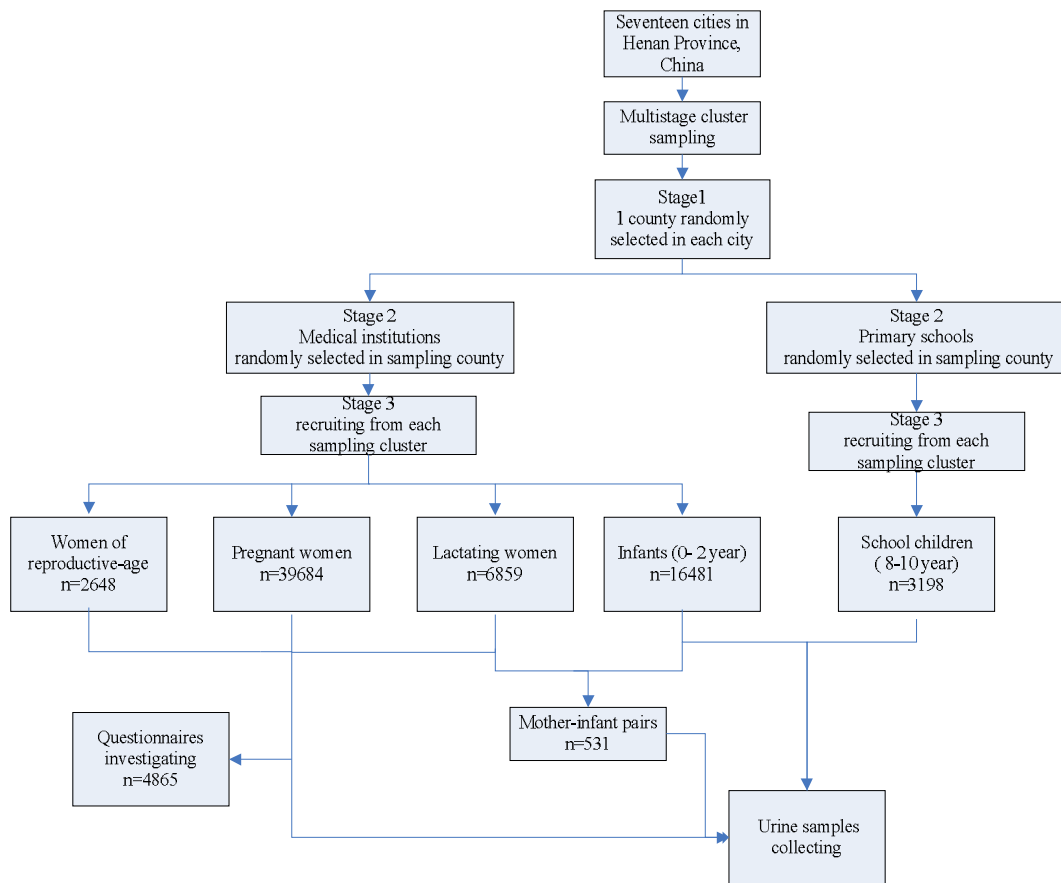 Seventeen cities in
Henan Province,
China
Multistage cluster
sampling
Stage1
1 county randomly
selected in each city
Stage 2
Medical institutions
randomly selected in sampling county
Stage 2
Primary schools
randomly selected in sampling county
Stage 3
recruiting from each
sampling cluster
Stage 3
recruiting from each
sampling cluster
Women of
reproductive-age
n=2648
Pregnant women
n=39684
Lactating women
n=6859
Infants (0- 2 year)
n=16481
School children
( 8-10 year)
n=3198
Questionnaires
investigating
n=4865
Mother-infant pairs
n=531
Urine samples
collecting